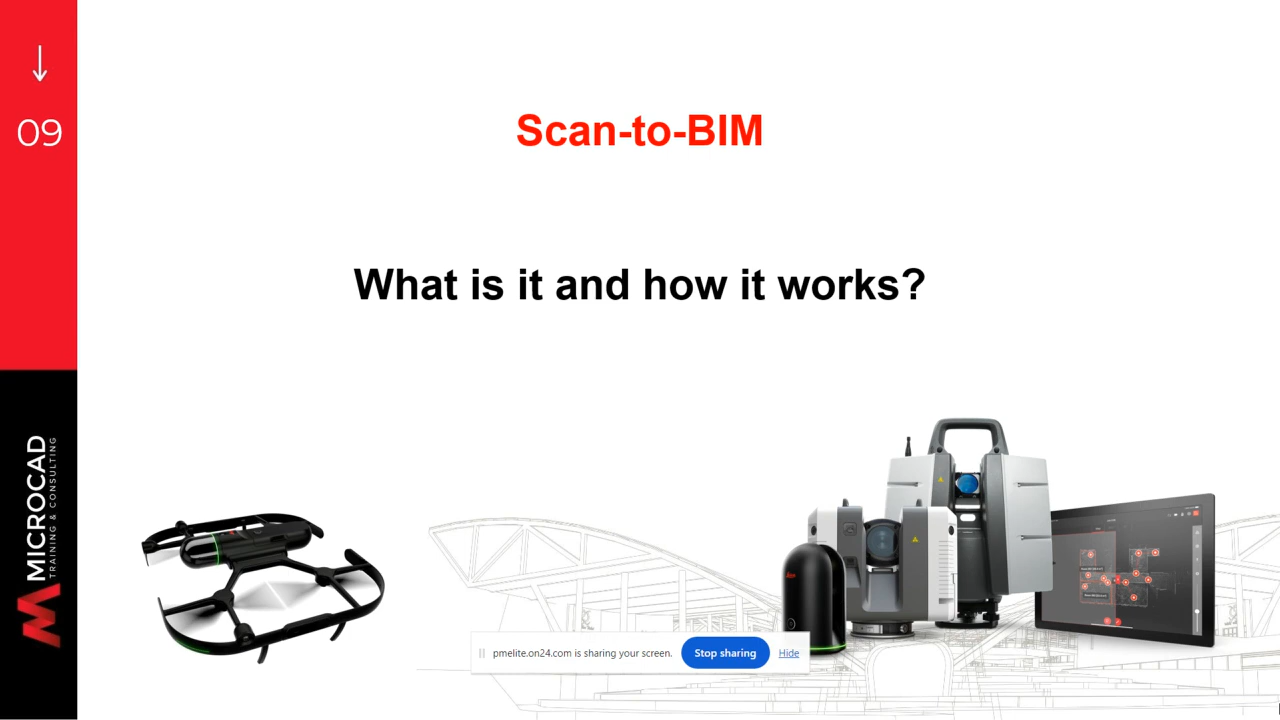 09
Scan-to-BIM
What is it and how it works?
MICROCAD
TRAINING & CONSULTING
Leica
pmelite.on24.com is sharing your screen.
Stop sharing
Hide